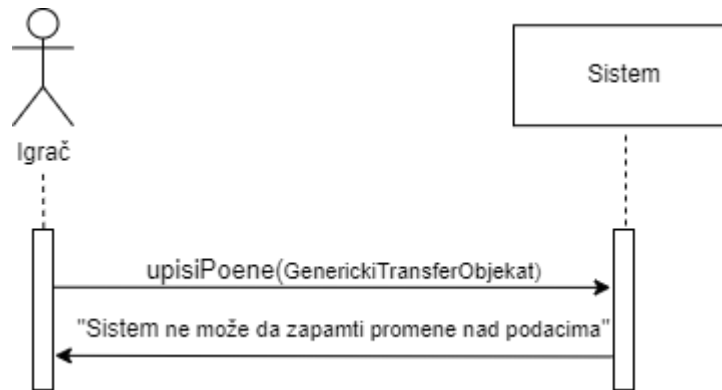 Sistem
Igrač
upisiPoene(GenerickiTransferObjekat)
"Sistem ne može da zapamti promene nad podacima"